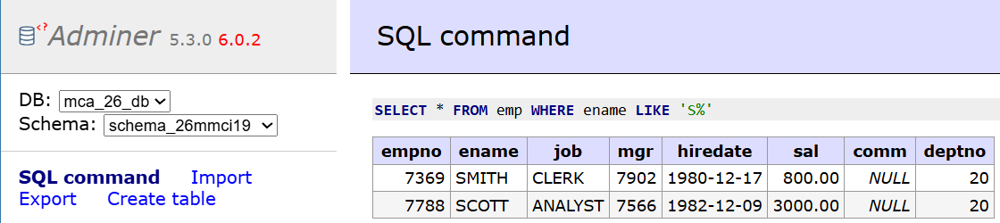 Adminer 5.3.0 6.0.2
DB: mca_26_db
Schema: schema_26mmci19
SQL command Import
Export Create table
SQL command
SELECT * FROM emp WHERE ename LIKE 'S%'
empno ename job mgr hiredate sal comm deptno
7369 SMITH CLERK 7902 1980-12-17 800.00 NULL 20
7788 SCOTT ANALYST 7566 1982-12-09 3000.00 NULL 20